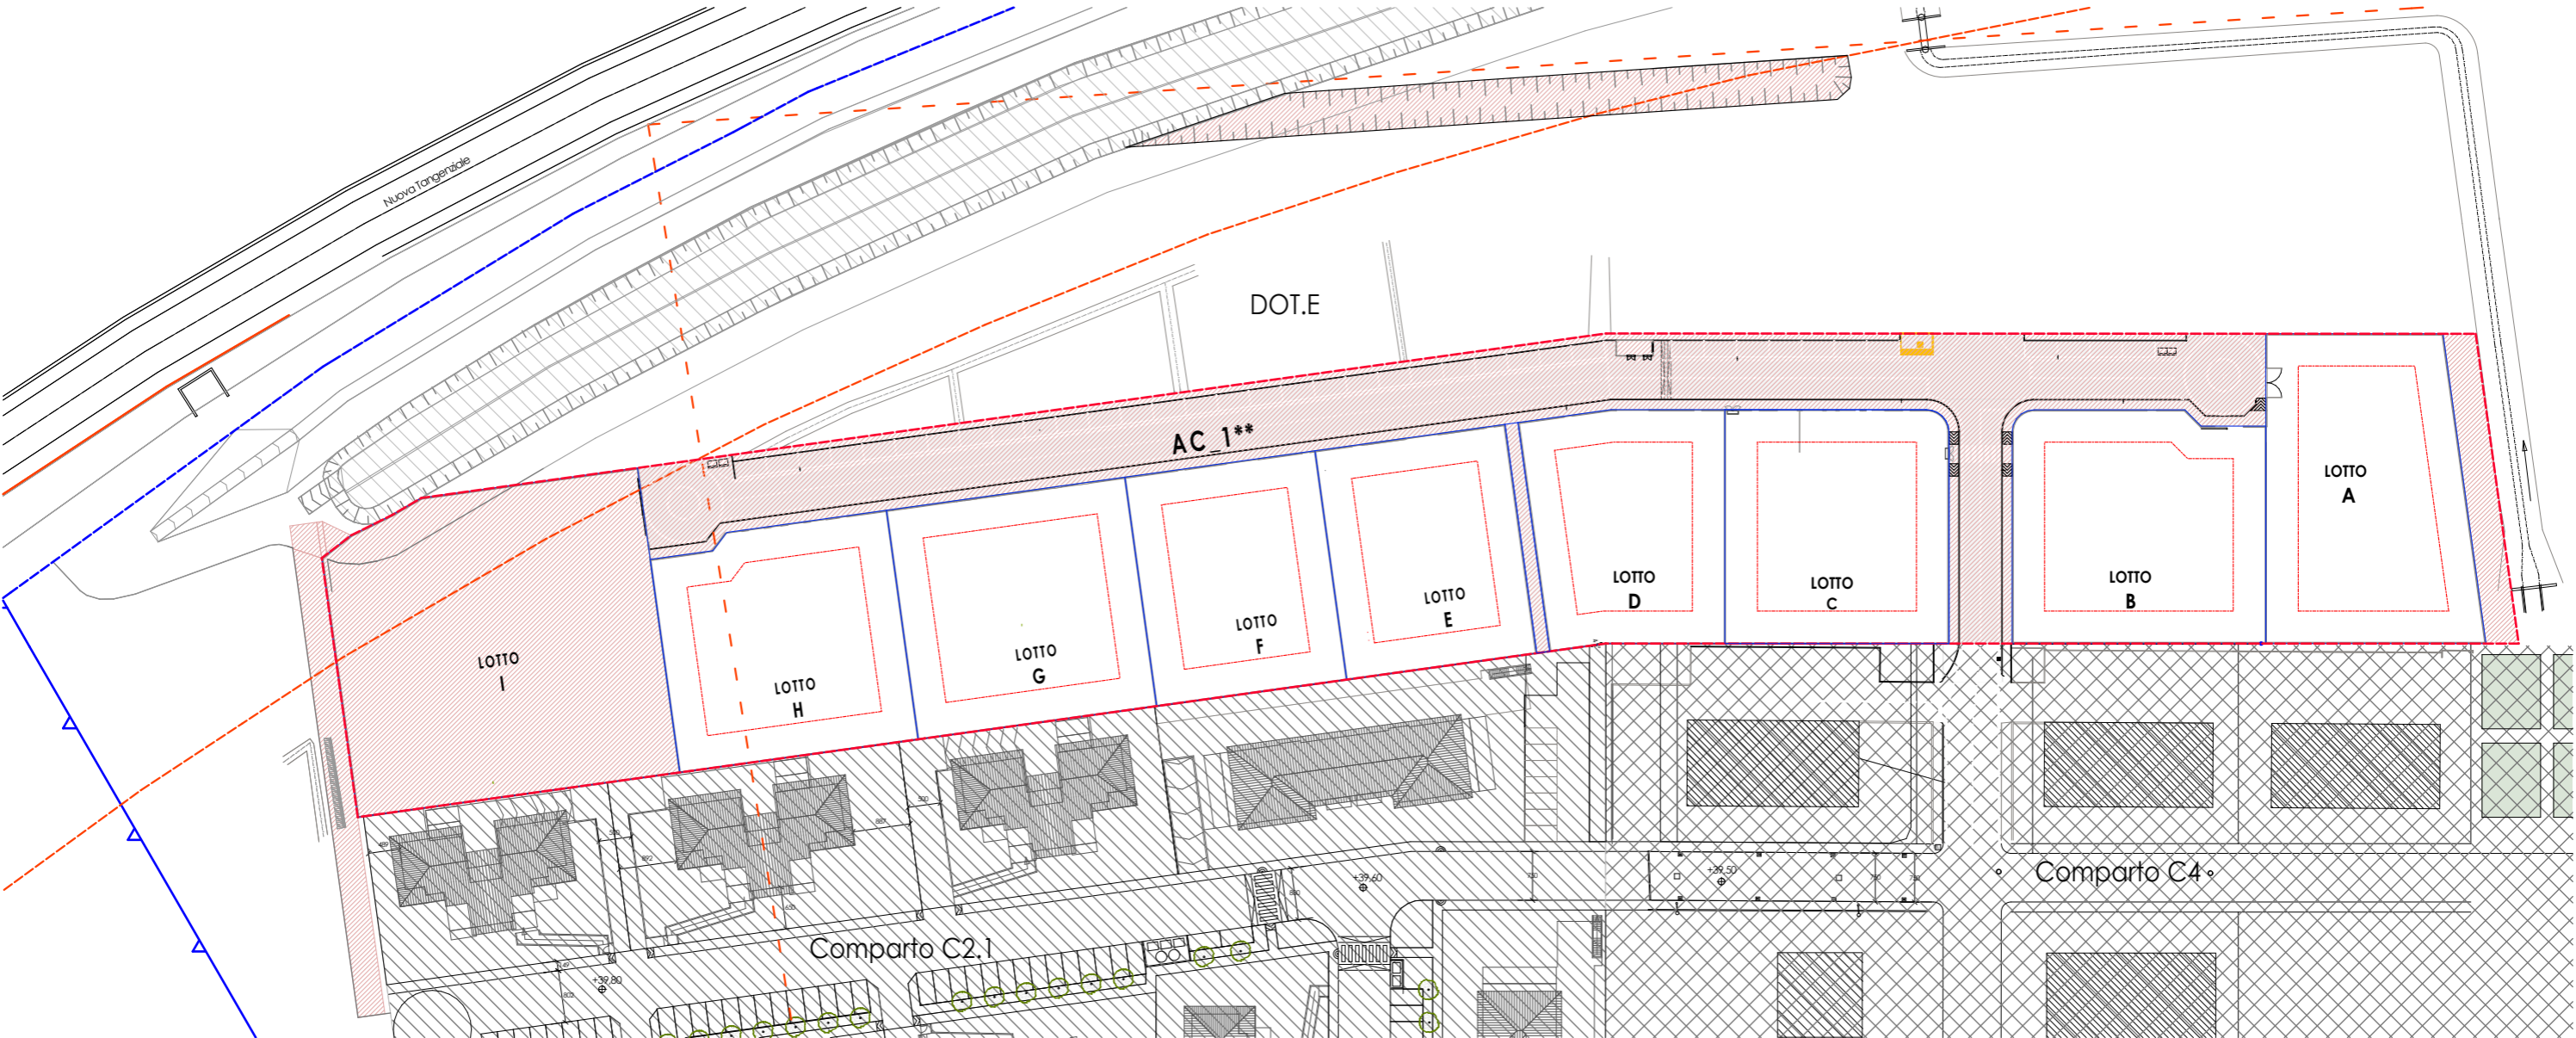 Nuova Tangenziale
DOT.E
AC_1**
LOTTO
A
LOTTO
B
LOTTO
C
LOTTO
D
LOTTO
E
LOTTO
F
LOTTO
G
LOTTO
H
LOTTO
I
+39,60
+39,50
Comparto C4
Comparto C2.1
+39,80